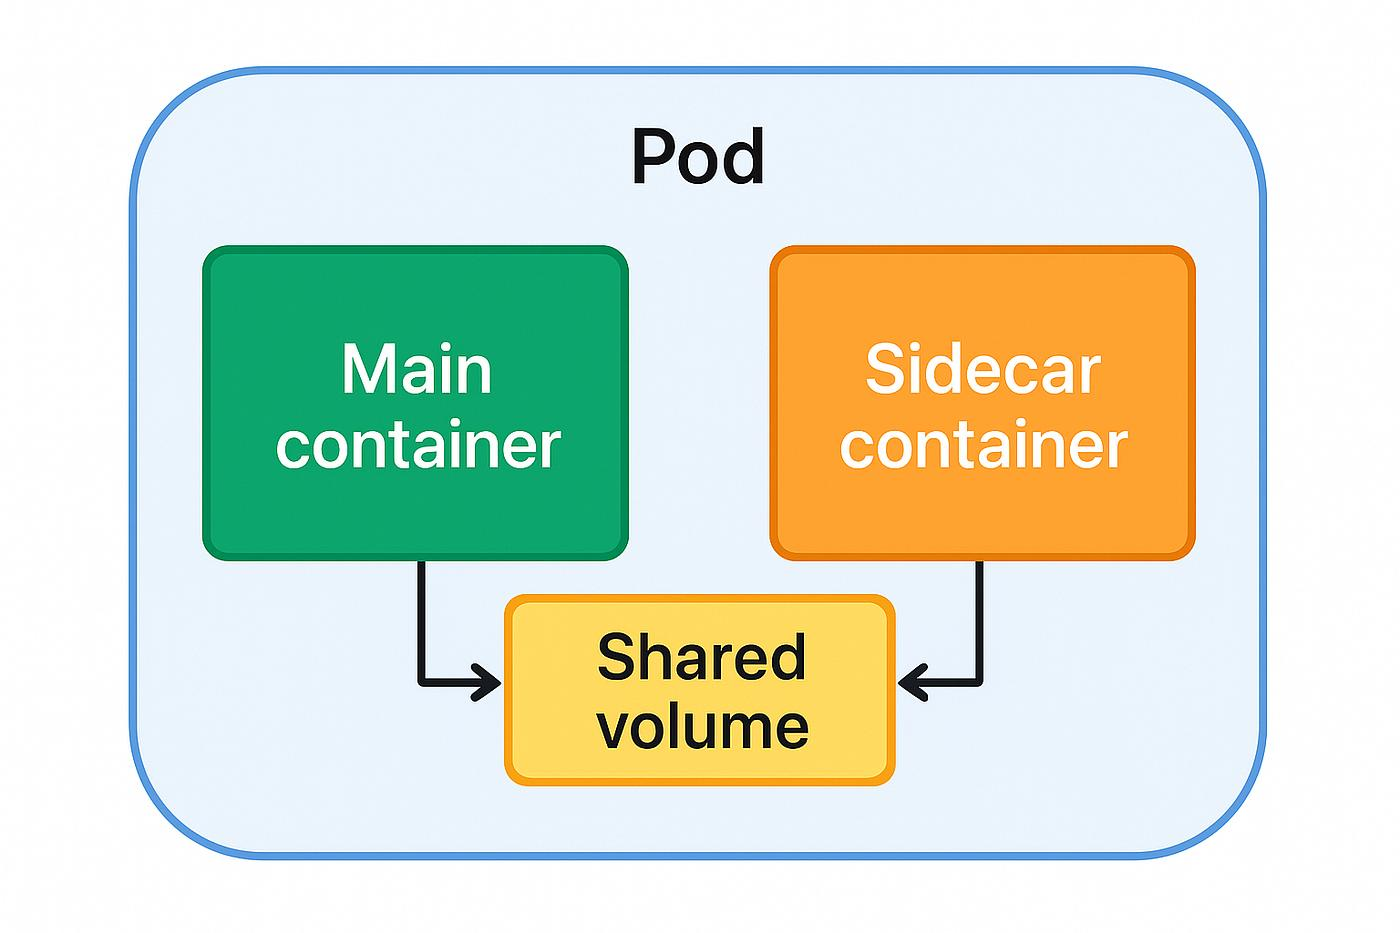 Pod
Main
container
Sidecar
container
Shared
volume